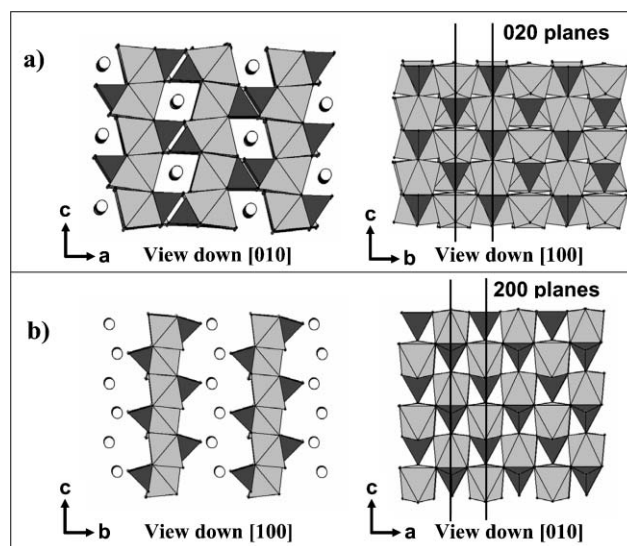 a)
020 planes
c
a
View down [010]
c
b
View down [100]
b)
200 planes
c
b
View down [100]
c
a
View down [010]